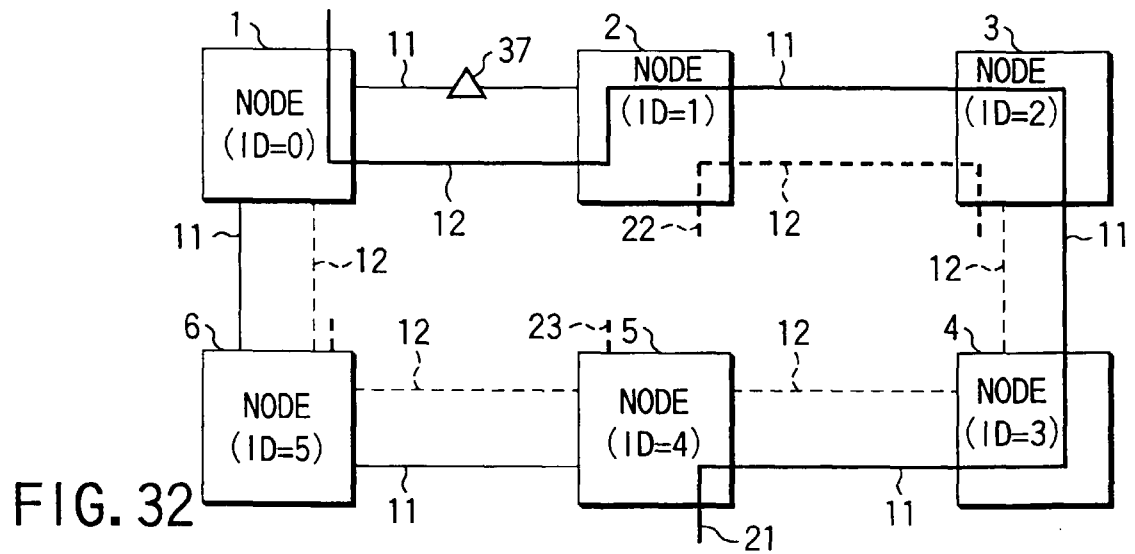 1
11
37
2
11
3
NODE
(ID=0)
NODE
(ID=1)
NODE
(ID=2)
12
22
12
11
12
12
11
6
23
5
4
12
12
NODE
(ID=5)
NODE
(ID=4)
NODE
(ID=3)
11
11
21
FIG. 32